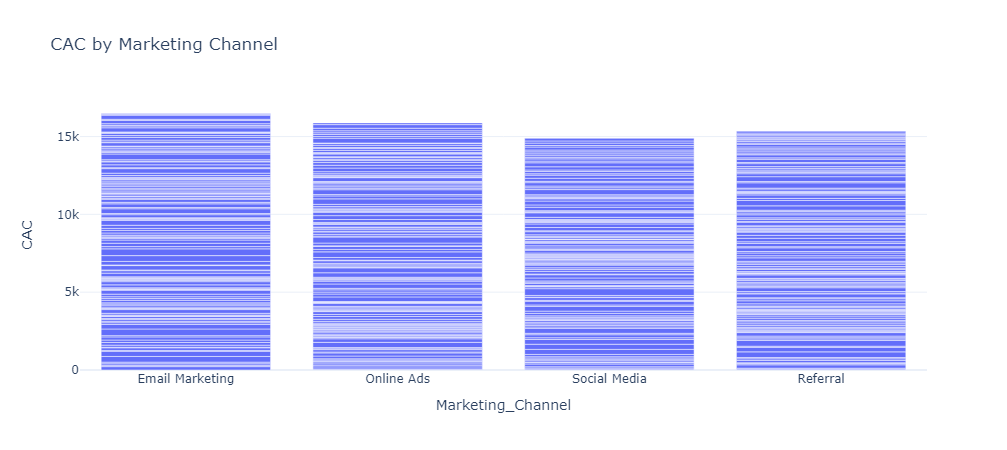 CAC by Marketing Channel
15k
10k
5k
0
CAC
Email Marketing
Online Ads
Social Media
Referral
Marketing_Channel